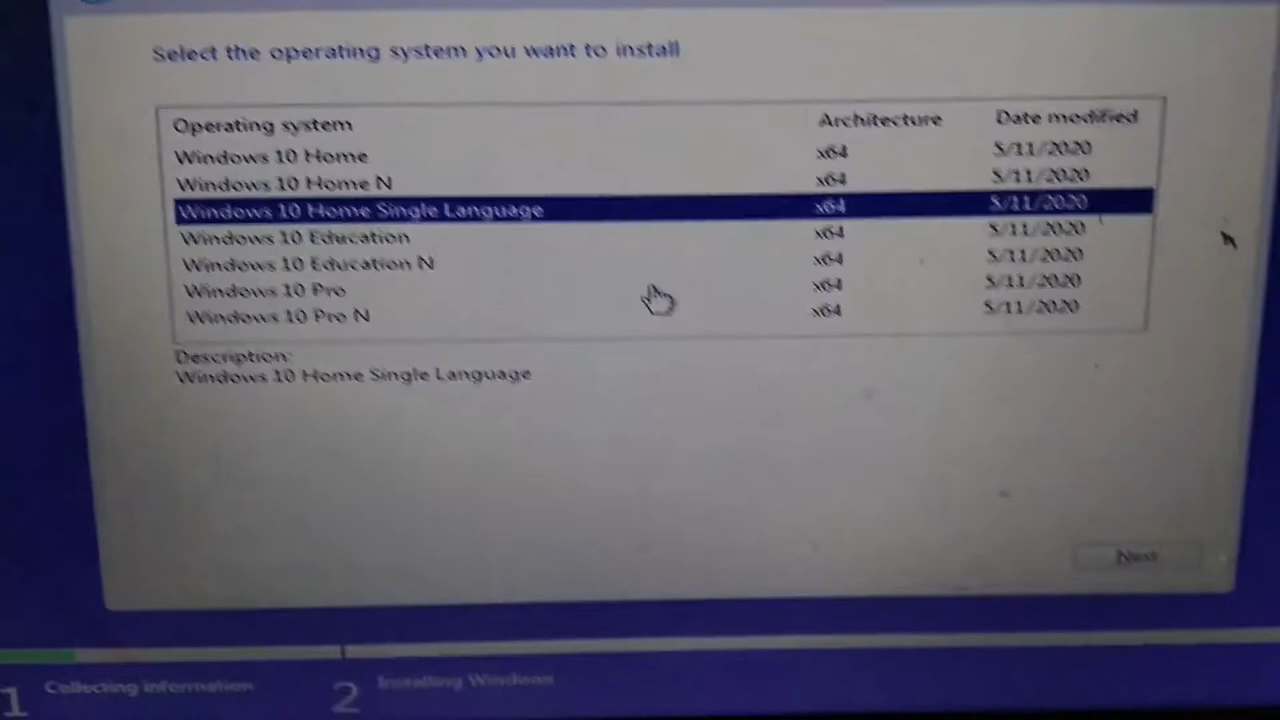 Select the operating system you want to install
Operating system Architecture Date modified
Windows 10 Home x64 5/11/2020
Windows 10 Home N x64 5/11/2020
Windows 10 Home Single Language x64 5/11/2020
Windows 10 Education x64 5/11/2020
Windows 10 Education N x64 5/11/2020
Windows 10 Pro x64 5/11/2020
Windows 10 Pro N x64 5/11/2020
Description:
Windows 10 Home Single Language
Next
1 Collecting information 2 Installing Windows